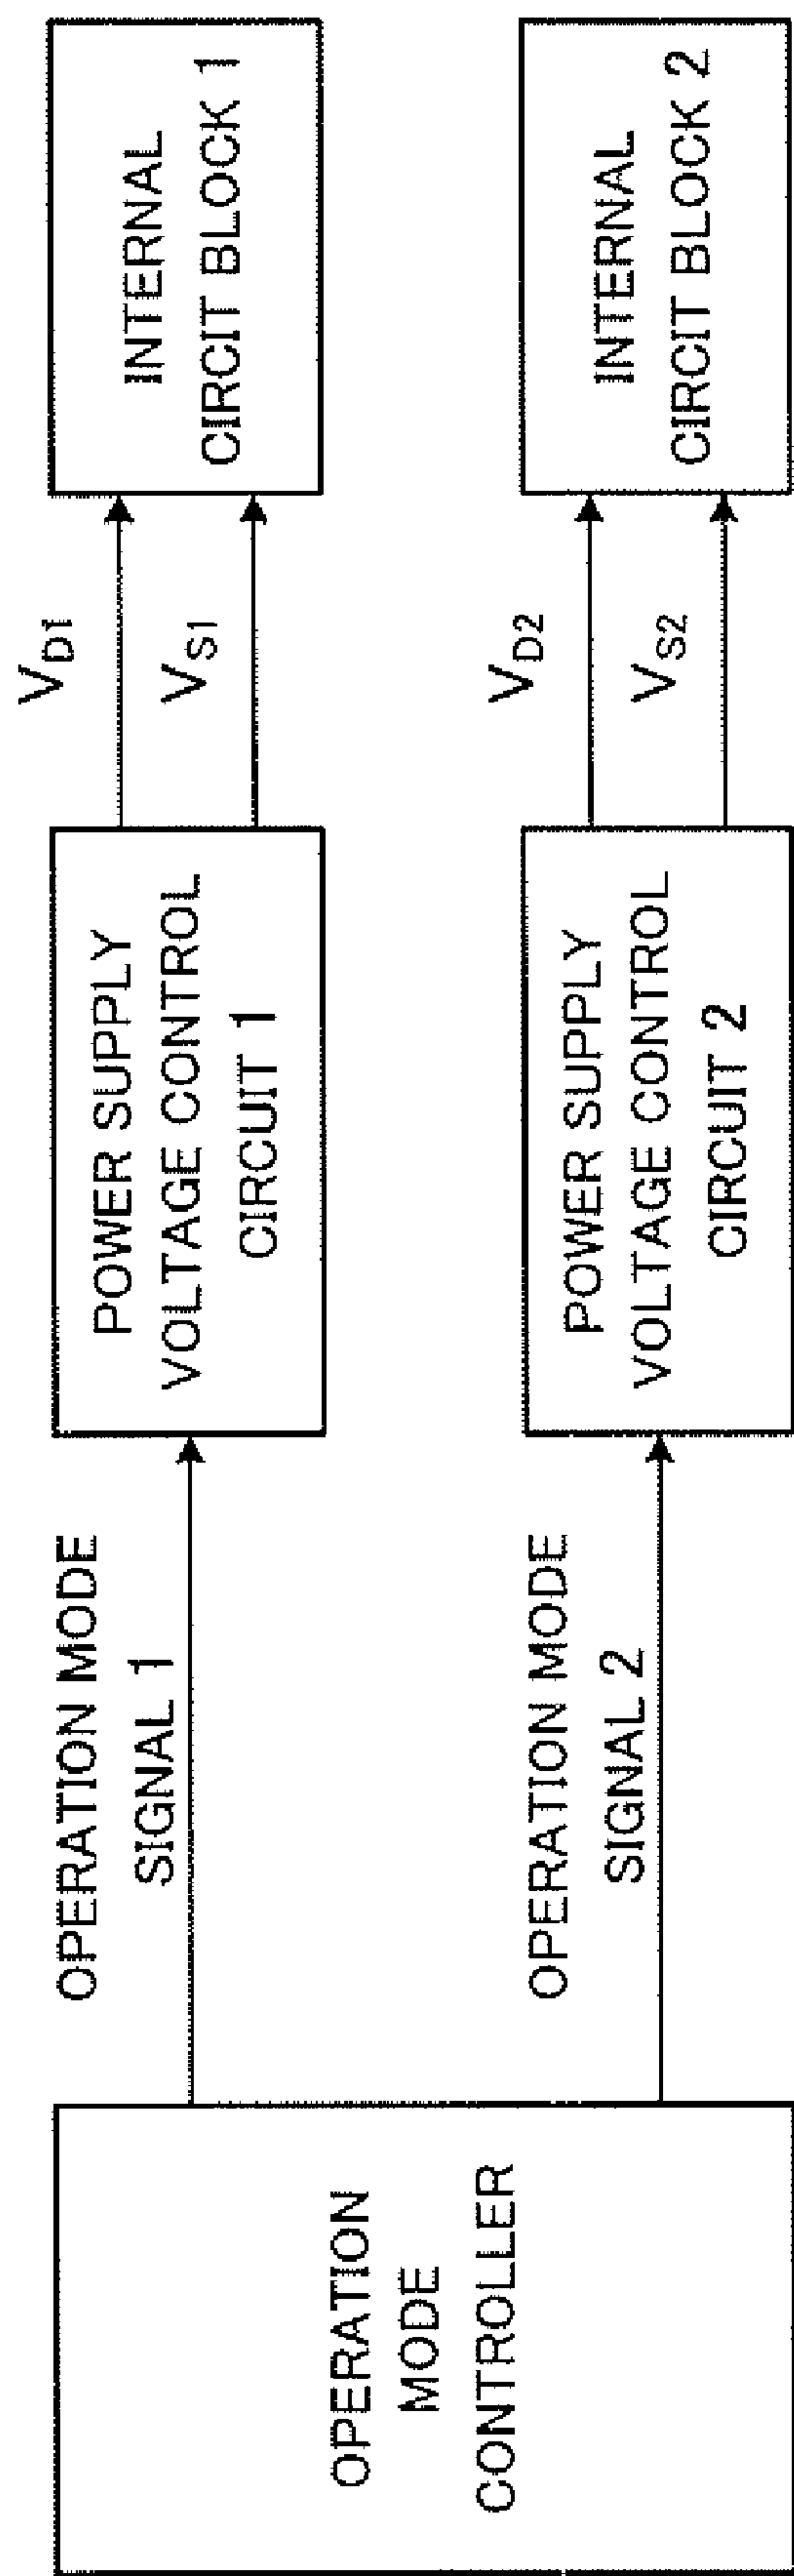 OPERATION
MODE
CONTROLLER
OPERATION MODE
SIGNAL 1
POWER SUPPLY
VOLTAGE CONTROL
CIRCUIT 1
VD1
VS1
INTERNAL
CIRCIT BLOCK 1
OPERATION MODE
SIGNAL 2
POWER SUPPLY
VOLTAGE CONTROL
CIRCUIT 2
VD2
VS2
INTERNAL
CIRCIT BLOCK 2